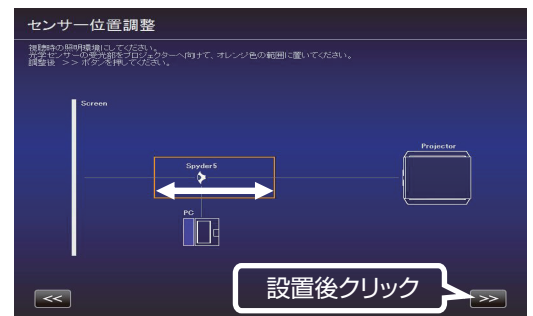 センサー位置調整
視聴時の照明環境にしてください。
光学センサーの受光部をプロジェクターへ向けて、オレンジ色の範囲に置いてください。
調整後 >> ボタンを押してください。
Screen
Projector
Spyder5
PC
<<
設置後クリック
>>